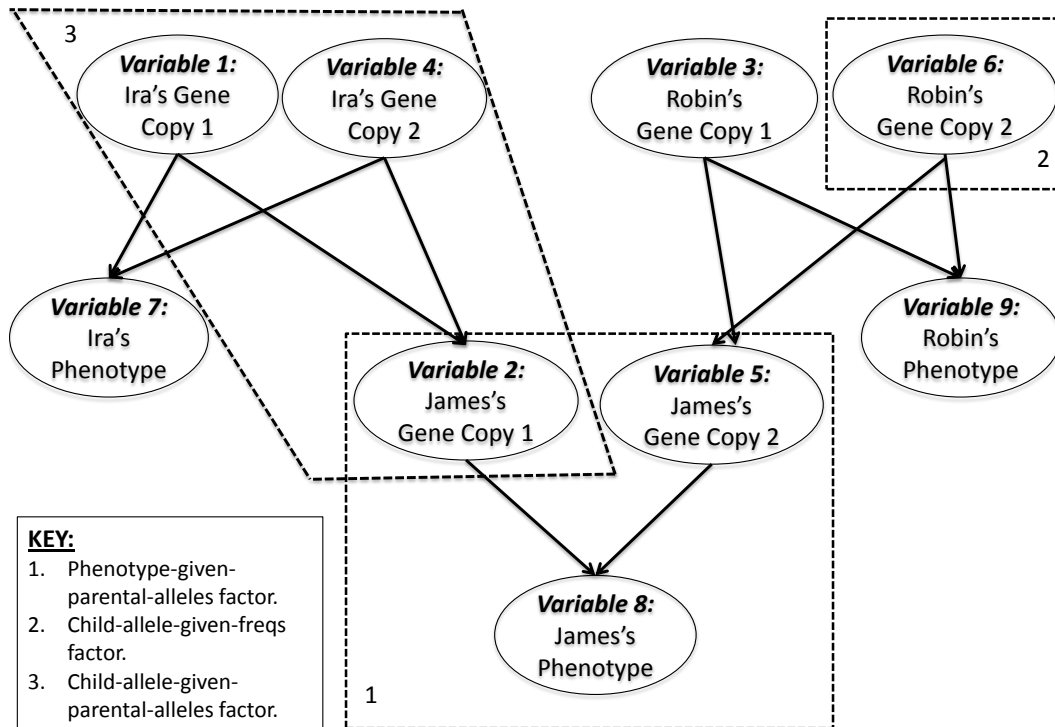 3
Variable 1:
Ira's Gene
Copy 1
Variable 4:
Ira's Gene
Copy 2
Variable 3:
Robin's
Gene Copy 1
Variable 6:
Robin's
Gene Copy 2
2
Variable 7:
Ira's
Phenotype
Variable 2:
James's
Gene Copy 1
Variable 5:
James's
Gene Copy 2
Variable 9:
Robin's
Phenotype
Variable 8:
James's
Phenotype
1
KEY:
1. Phenotype-given-
parental-alleles factor.
2. Child-allele-given-freqs
factor.
3. Child-allele-given-
parental-alleles factor.